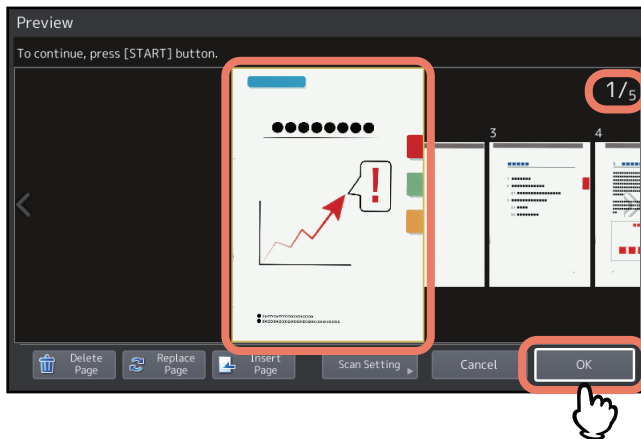 Preview
To continue, press [START] button.
1/5
3
4
!
Delete
Page
Replace
Page
Insert
Page
Scan Setting
Cancel
OK